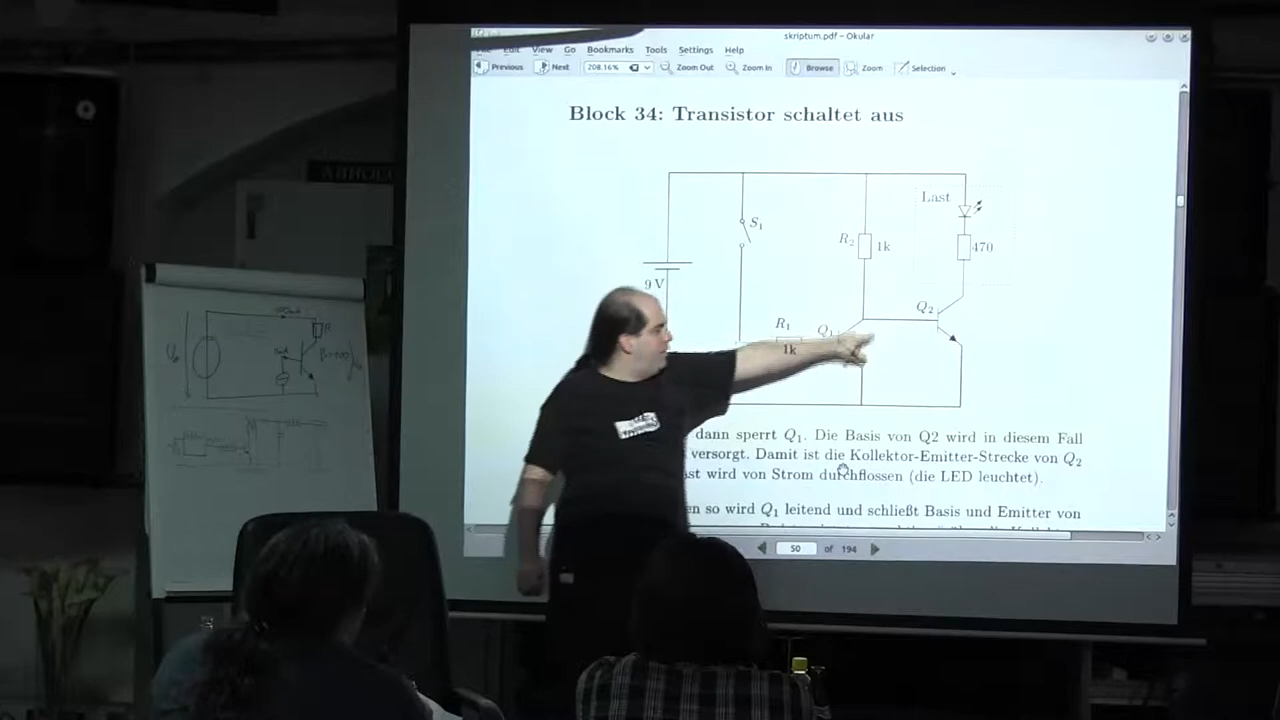 skriptum.pdf – Okular
Edit View Go Bookmarks Tools Settings Help
Previous Next 208.16% Zoom Out Zoom In Browse Zoom Selection
Block 34: Transistor schaltet aus
Last
S1
R2 1k
470
9 V
Q2
R1
Q1
1k
dann sperrt Q1. Die Basis von Q2 wird in diesem Fall
versorgt. Damit ist die Kollektor-Emitter-Strecke von Q2
ast wird von Strom durchflossen (die LED leuchtet).
en so wird Q1 leitend und schließt Basis und Emitter von
50 of 194